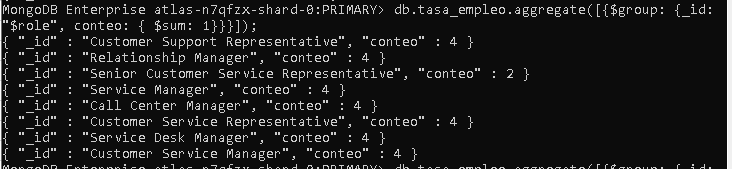 MongoDB Enterprise atlas-n7qfzx-shard-0:PRIMARY> db.tasa_empleo.aggregate([{$group: {_id:
"$role", conteo: { $sum: 1}}}]);
{ "_id" : "Customer Support Representative", "conteo" : 4 }
{ "_id" : "Relationship Manager", "conteo" : 4 }
{ "_id" : "Senior Customer Service Representative", "conteo" : 2 }
{ "_id" : "Service Manager", "conteo" : 4 }
{ "_id" : "Call Center Manager", "conteo" : 4 }
{ "_id" : "Customer Service Representative", "conteo" : 4 }
{ "_id" : "Service Desk Manager", "conteo" : 4 }
{ "_id" : "Customer Service Manager", "conteo" : 4 }
MongoDB Enterprise atlas-n7qfzx-shard-0:PRIMARY> db.tasa_empleo.aggregate([{$group: {_id: